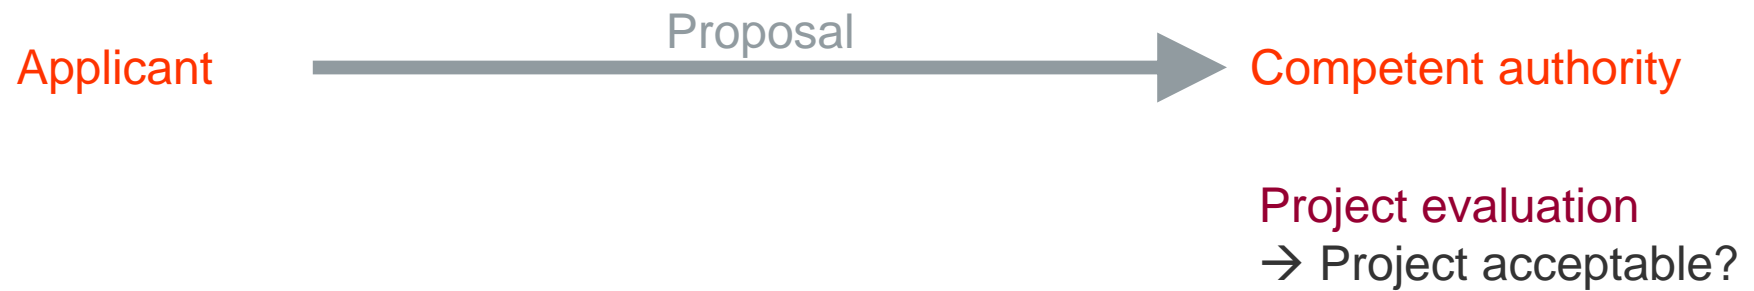 Proposal
Applicant
Competent authority
Project evaluation
→ Project acceptable?